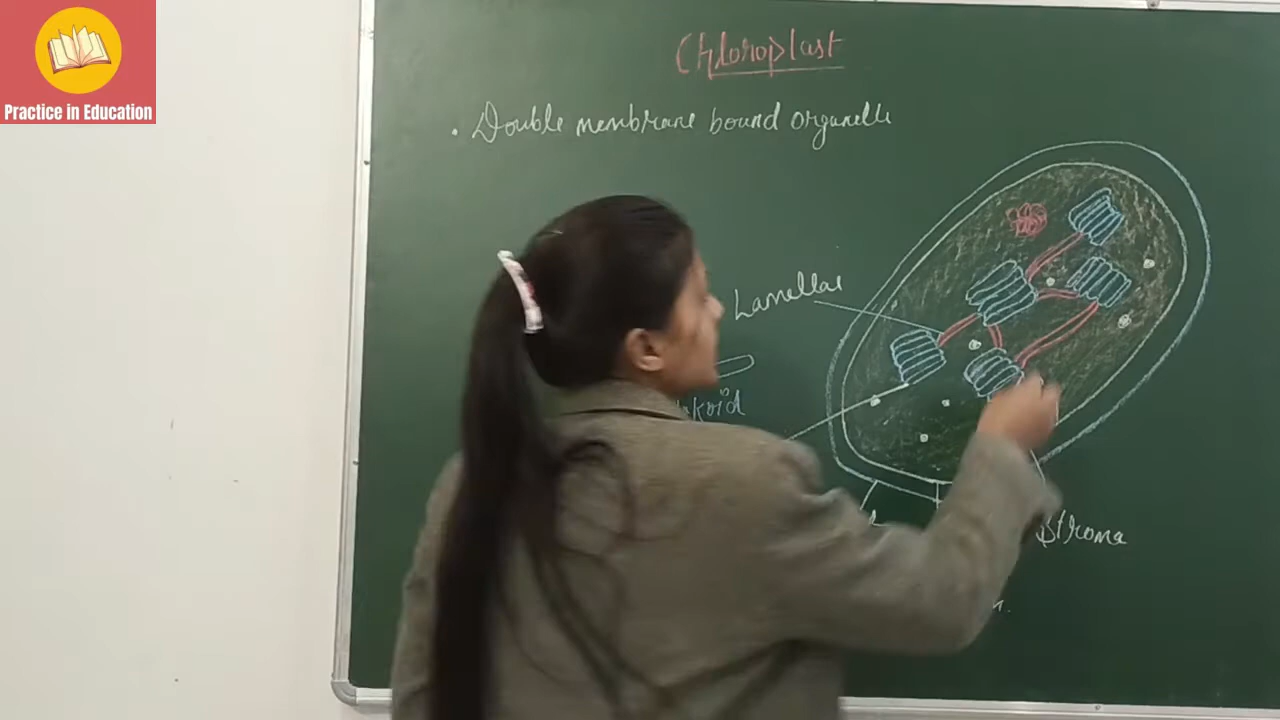 Practice in Education
Chloroplast
. Double membrane bound organelle
Lamellae
Stroma